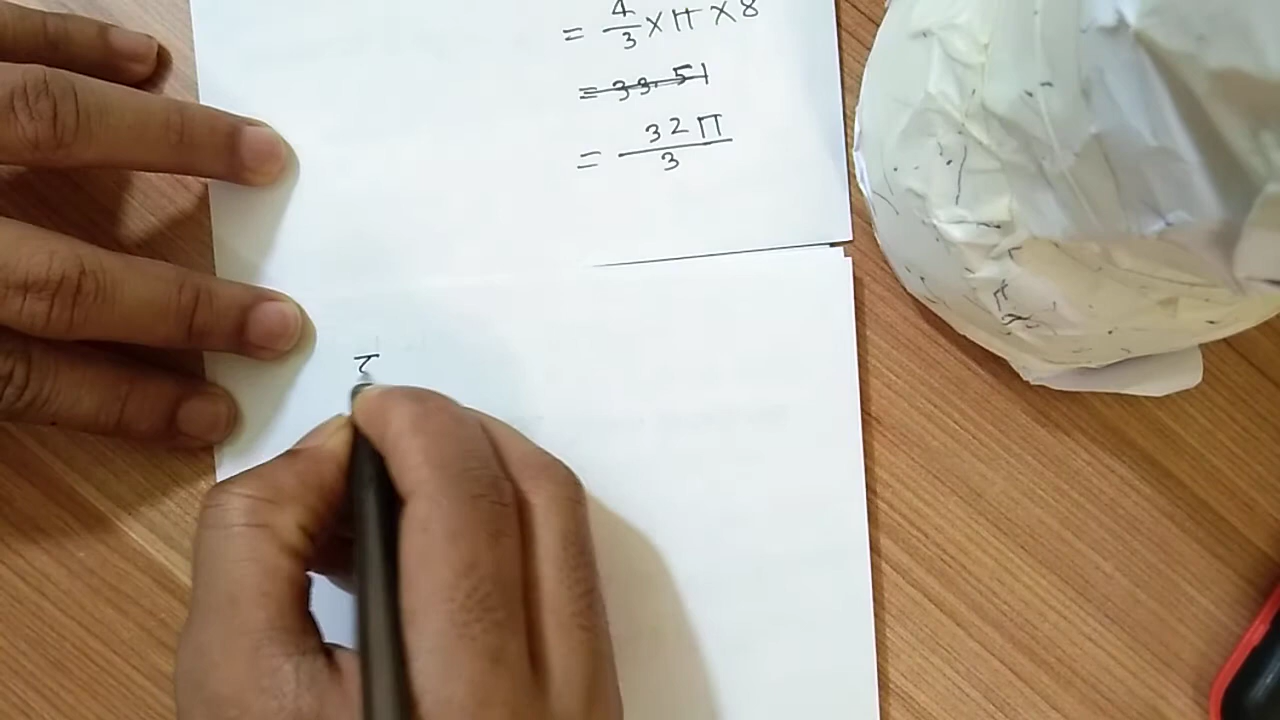 = 4/3 × π × 8
= 33.51
= 32π/3